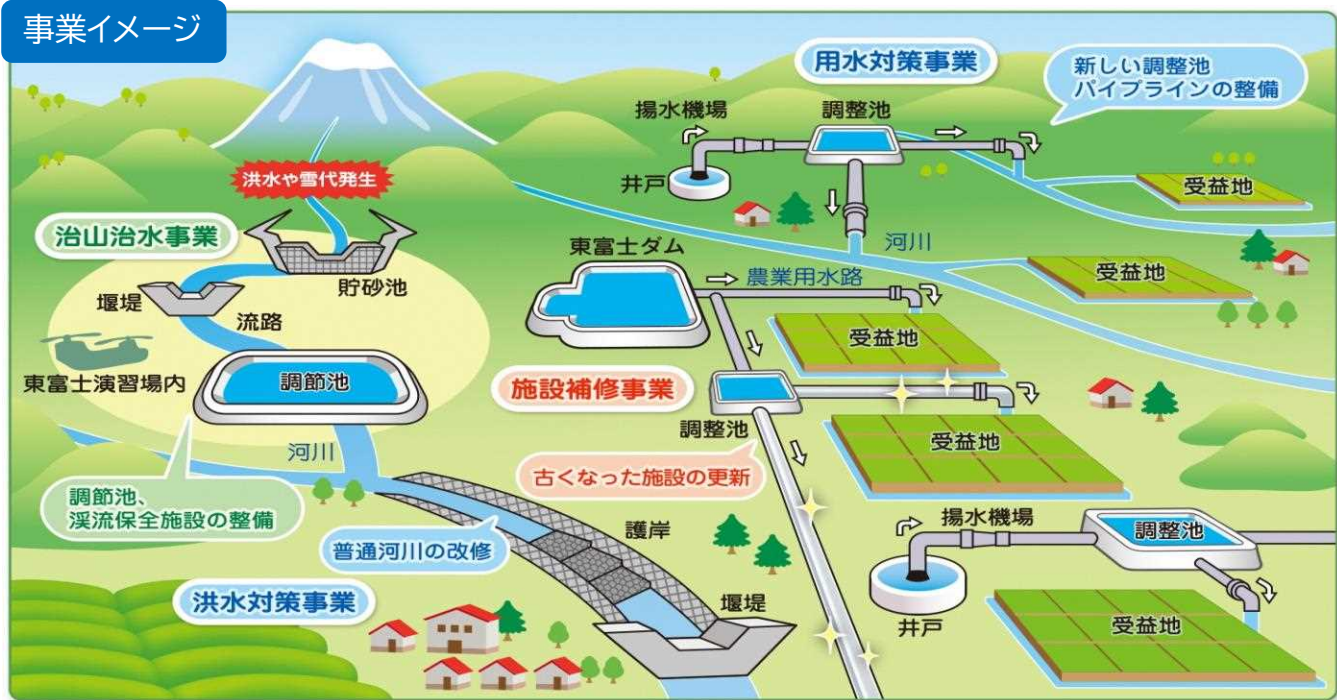 事業イメージ
用水対策事業
新しい調整池
パイプラインの整備
揚水機場
調整池
井戸
受益地
洪水や雪代発生
治山治水事業
貯砂池
堰堤
流路
東富士演習場内
調節池
河川
調節池、
渓流保全施設の整備
東富士ダム
農業用水路
河川
受益地
受益地
施設補修事業
調整池
古くなった施設の更新
受益地
普通河川の改修
護岸
堰堤
洪水対策事業
揚水機場
調整池
井戸
受益地